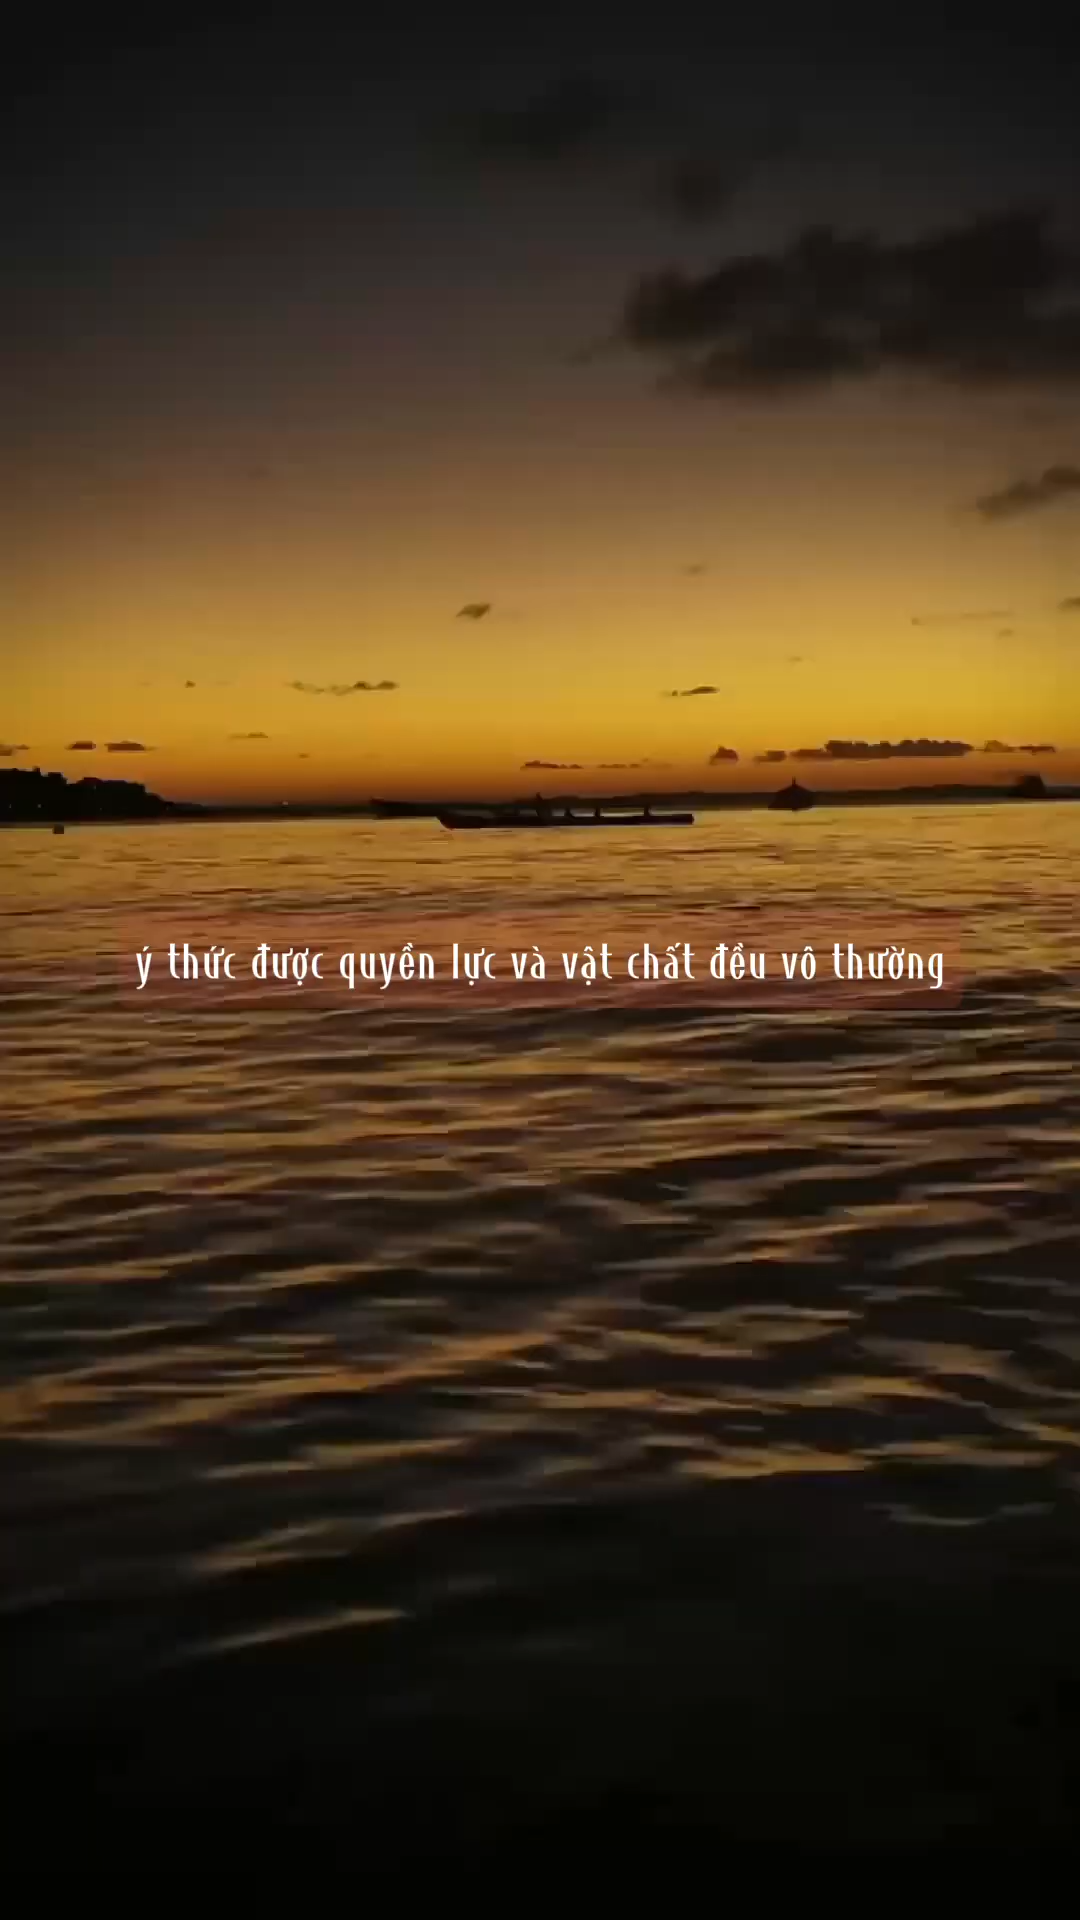 ý thức được quyền lực và vật chất đều vô thường